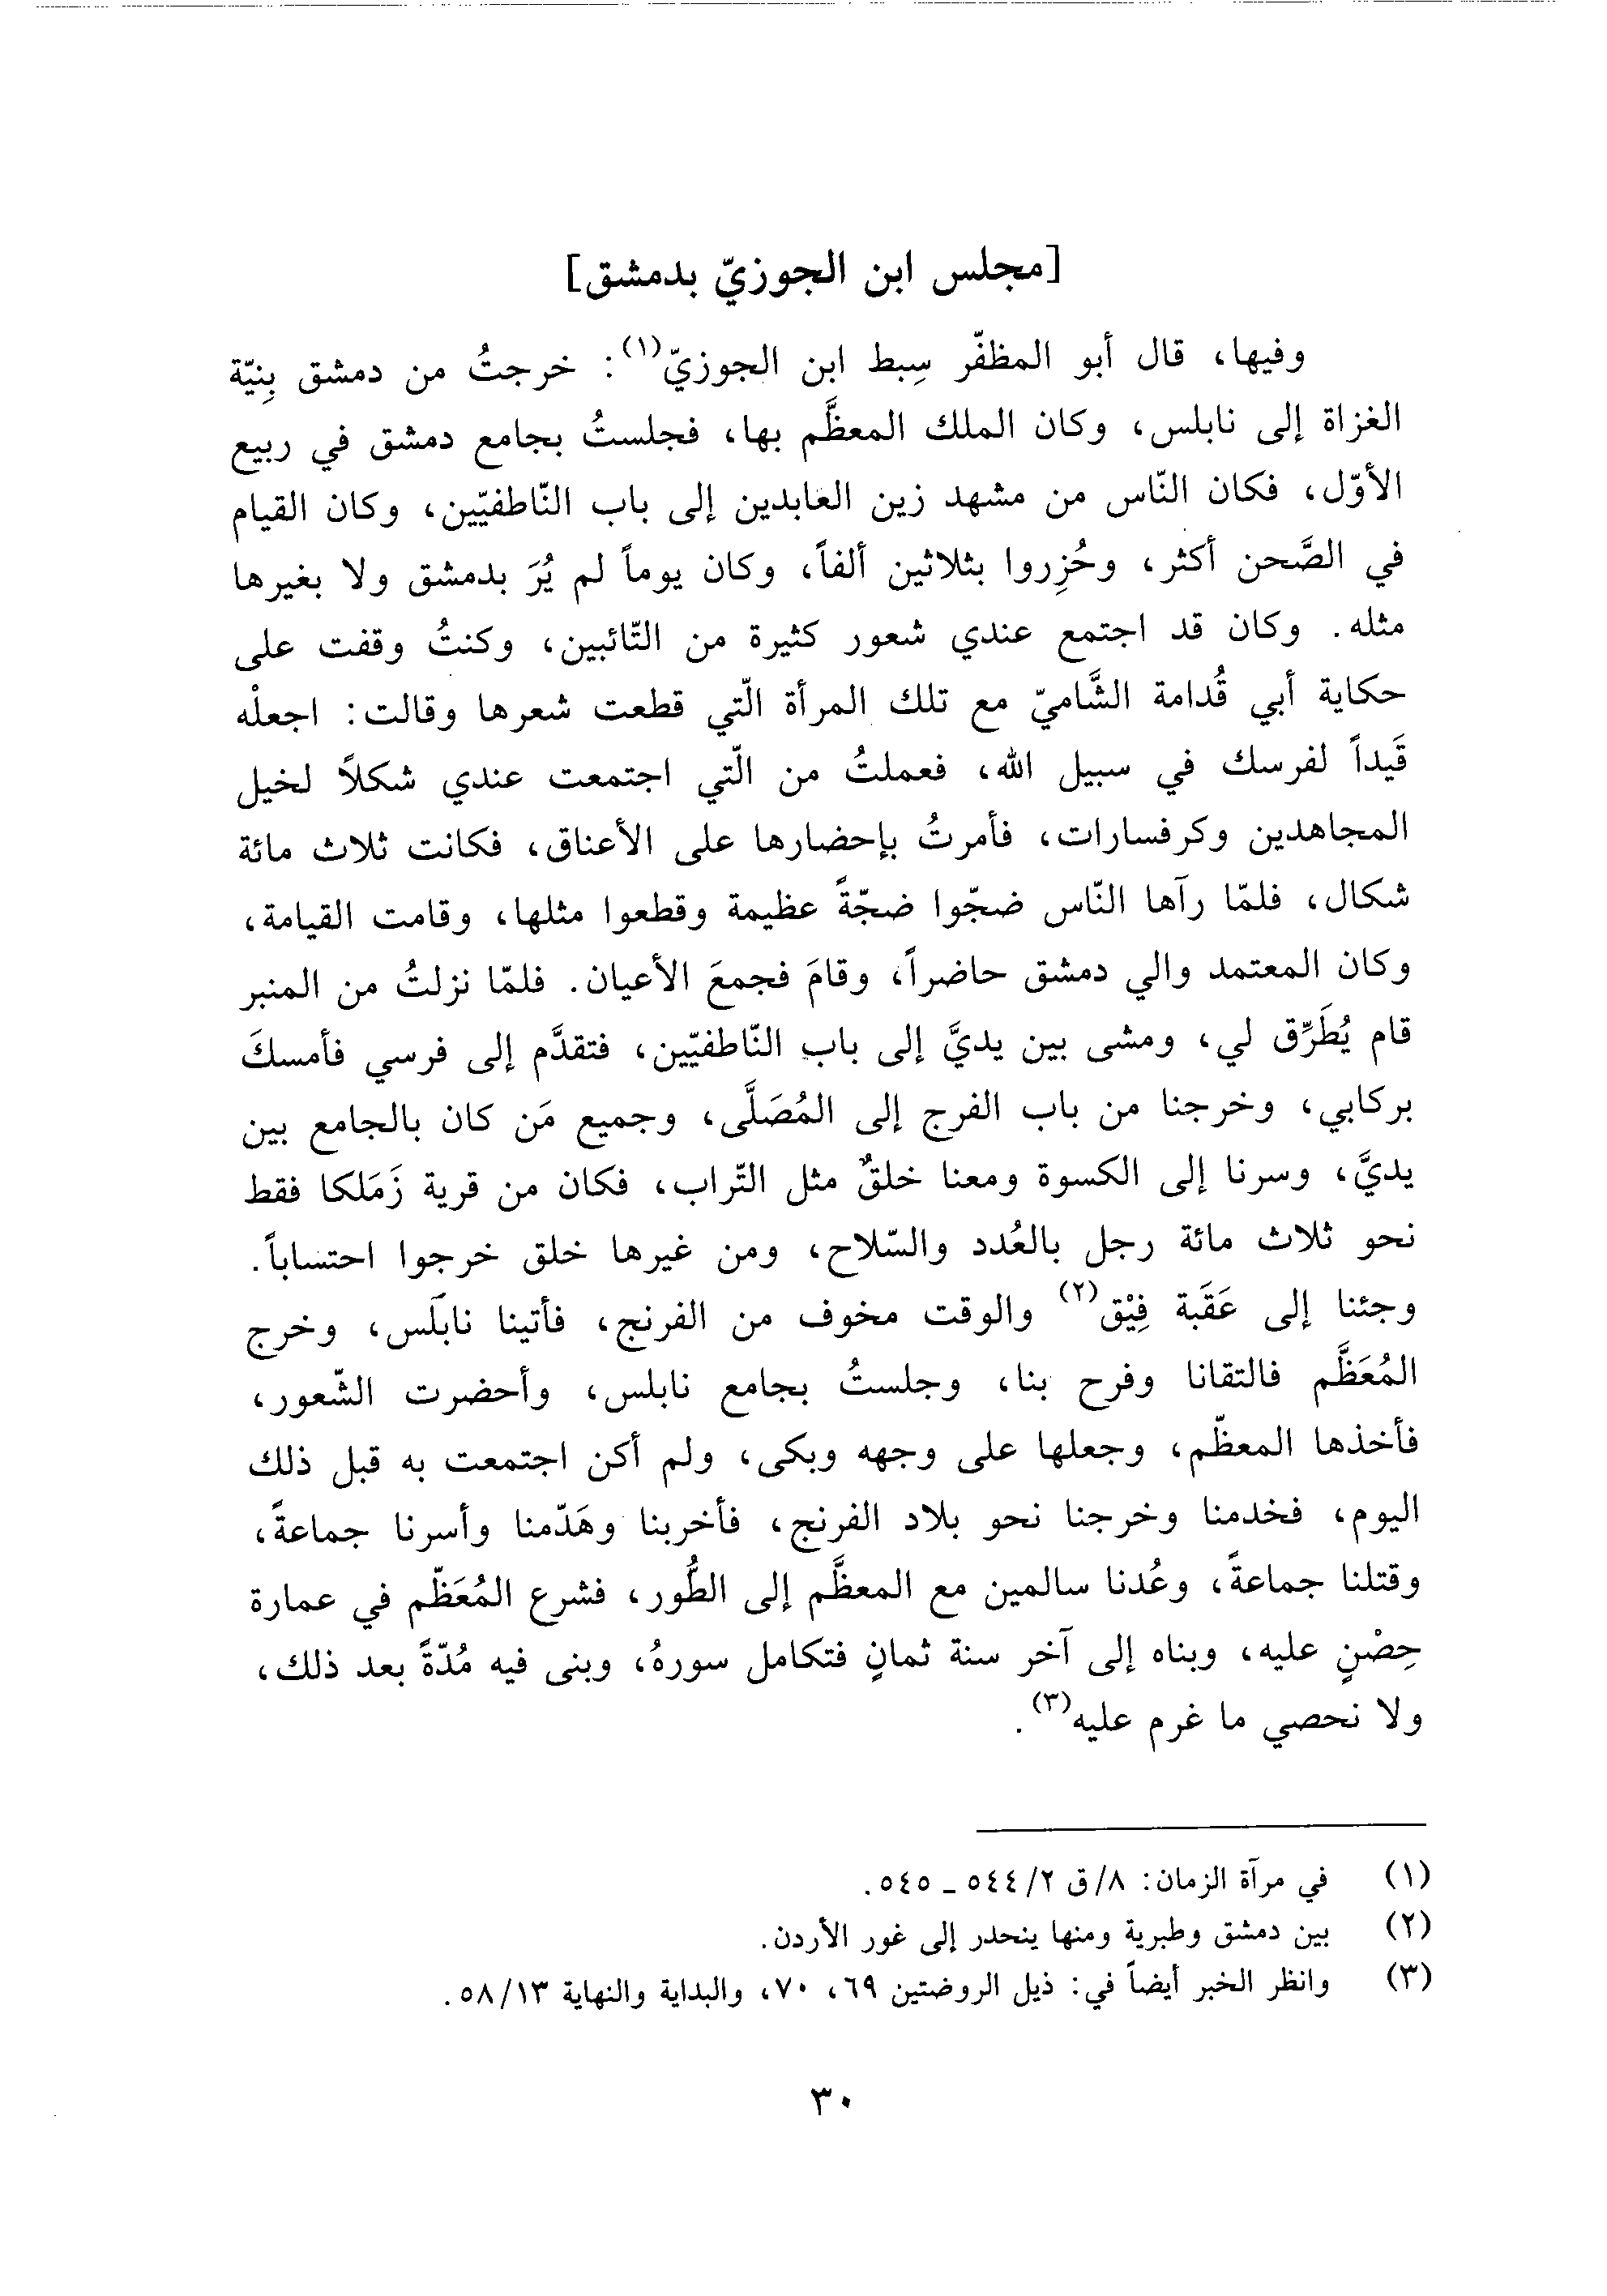 [مجلس ابن الجوزيّ بدمشق]
وفيها، قال أبو المظفّر سِبط ابن الجوزيّ(١): خرجتُ من دمشق بِنيّة
الغزاة إلى نابلس، وكان الملك المعظَّم بها، فجلستُ بجامع دمشق في ربيع
الأوّل، فكان النّاس من مشهد زين العابدين إلى باب النّاطفيّين، وكان القيام
في الصَّحن أكثر، وحُزِروا بثلاثين ألفاً، وكان يوماً لم يُرَ بدمشق ولا بغيرها
مثله. وكان قد اجتمع عندي شعور كثيرة من التّائبين، وكنتُ وقفت على
حكاية أبي قُدامة الشَّاميّ مع تلك المرأة الّتي قطعت شعرها وقالت: اجعلْه
قَيداً لفرسك في سبيل الله، فعملتُ من الّتي اجتمعت عندي شكلاً لخيل
المجاهدين وكرفسارات، فأمرتُ بإحضارها على الأعناق، فكانت ثلاث مائة
شكال، فلمّا رآها النّاس ضجّوا ضجّةً عظيمة وقطعوا مثلها، وقامت القيامة،
وكان المعتمد والي دمشق حاضراً، وقامَ فجمعَ الأعيان. فلمّا نزلتُ من المنبر
قام يُطَرِّق لي، ومشى بين يديَّ إلى باب النّاطفيّين، فتقدَّم إلى فرسي فأمسكَ
بركابي، وخرجنا من باب الفرج إلى المُصَلَّى، وجميع مَن كان بالجامع بين
يديَّ، وسرنا إلى الكسوة ومعنا خلقٌ مثل التّراب، فكان من قرية زَمَلكا فقط
نحو ثلاث مائة رجل بالعُدد والسّلاح، ومن غيرها خلق خرجوا احتساباً.
وجئنا إلى عَقَبة فِيْق(٢) والوقت مخوف من الفرنج، فأتينا نابَلَس، وخرج
المُعَظَّم فالتقانا وفرح بنا، وجلستُ بجامع نابلس، وأحضرت الشّعور،
فأخذها المعظّم، وجعلها على وجهه وبكى، ولم أكن اجتمعت به قبل ذلك
اليوم، فخدمنا وخرجنا نحو بلاد الفرنج، فأخربنا وهَدّمنا وأسرنا جماعةً،
وقتلنا جماعةً، وعُدنا سالمين مع المعظَّم إلى الطُّور، فشرع المُعَظّم في عمارة
حِصْنٍ عليه، وبناه إلى آخر سنة ثمانٍ فتكامل سورهُ، وبنى فيه مُدّةً بعد ذلك،
ولا نحصي ما غرم عليه(٣).
(١) في مرآة الزمان: ٨/ق ٢/ ٥٤٤ ـ ٥٤٥.
(٢) بين دمشق وطبرية ومنها ينحدر إلى غور الأردن.
(٣) وانظر الخبر أيضاً في: ذيل الروضتين ٦٩، ٧٠، والبداية والنهاية ٥٨/١٣.
٣٠